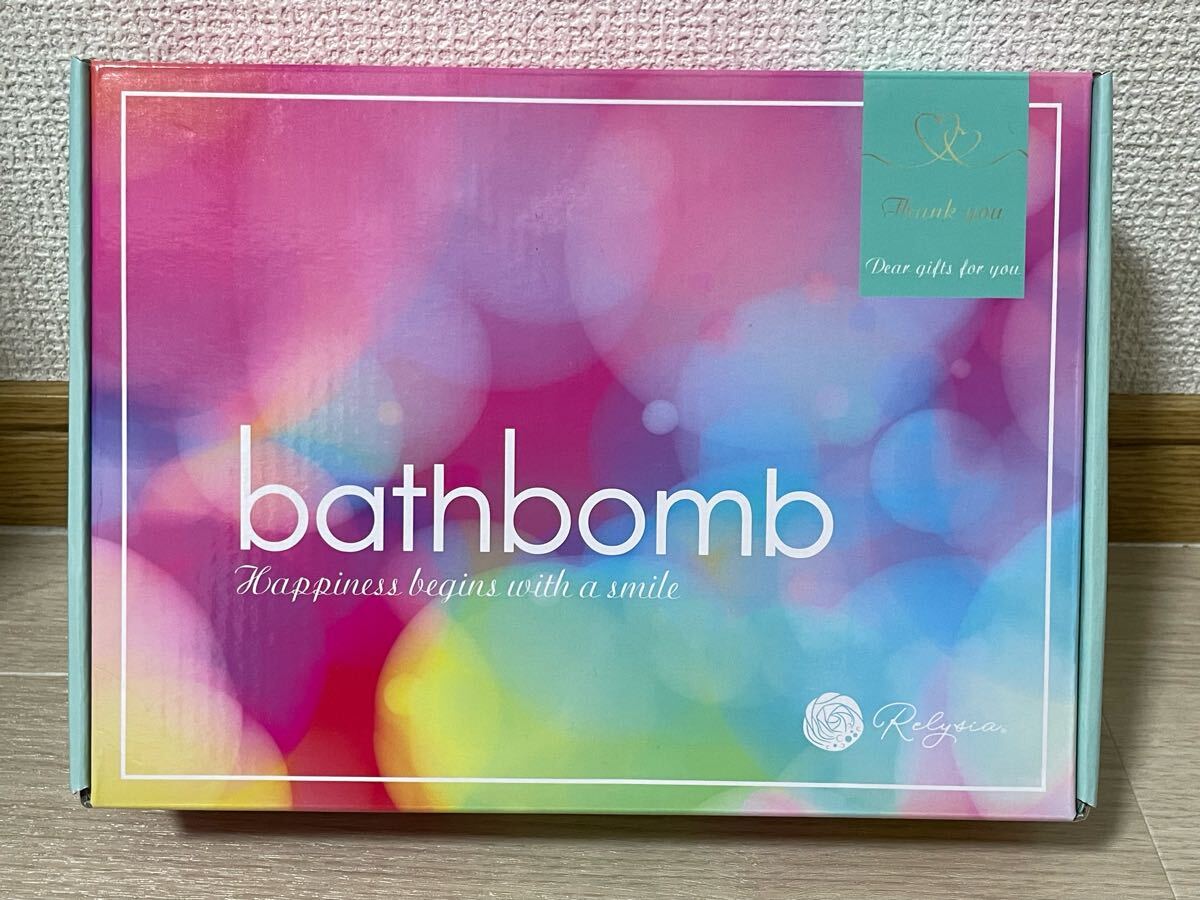 Thank you
Dear gifts for you
bathbomb
Happiness begins with a smile
Relysia®